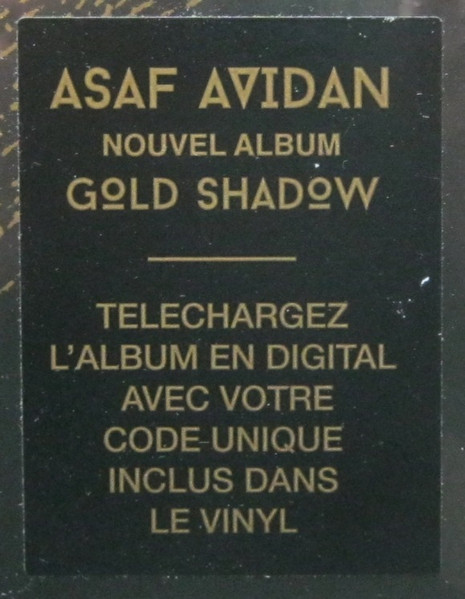 ASAF AVIDAN
NOUVEL ALBUM
GOLD SHADOW
TELECHARGEZ
L'ALBUM EN DIGITAL
AVEC VOTRE
CODE UNIQUE
INCLUS DANS
LE VINYL